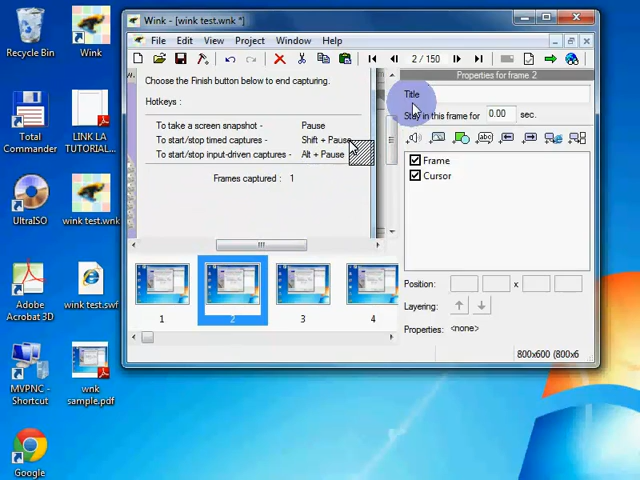 Wink - [wink test.wnk *]
File Edit View Project Window Help
2 / 150
Choose the Finish button below to end capturing.
Hotkeys :
To take a screen snapshot - Pause
To start/stop timed captures - Shift + Pause
To start/stop input-driven captures - Alt + Pause
Frames captured : 1
Properties for frame 2
Title
Stay in this frame for 0.00 sec.
abc
Frame
Cursor
Position: x
Layering:
Properties: <none>
1 2 3 4
800x600 (800x6
Recycle Bin
Wink
Total Commander
LINK LA TUTORIAL...
UltraISO
wink test.wnk
Adobe Acrobat 3D
wink test.swf
MVPNC - Shortcut
wnk sample.pdf
Google